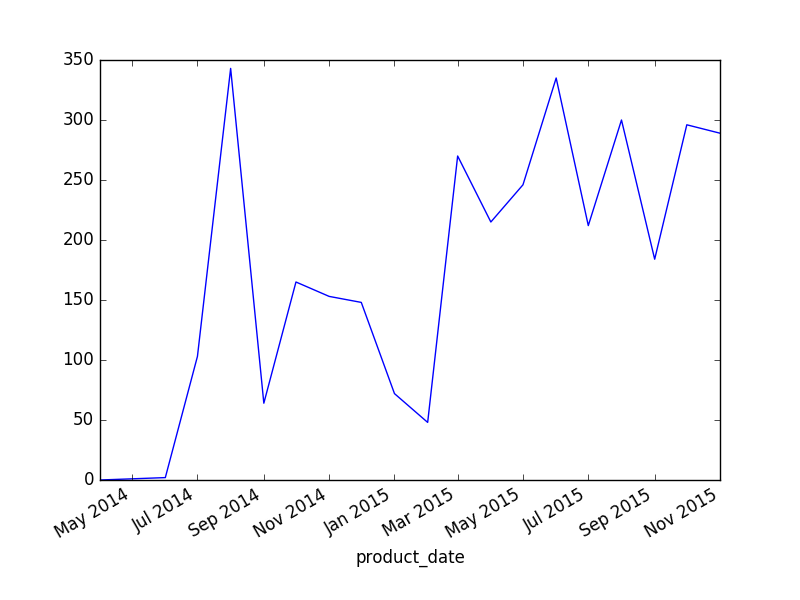 350
300
250
200
150
100
50
0
May 2014
Jul 2014
Sep 2014
Nov 2014
Jan 2015
Mar 2015
May 2015
Jul 2015
Sep 2015
Nov 2015
product_date